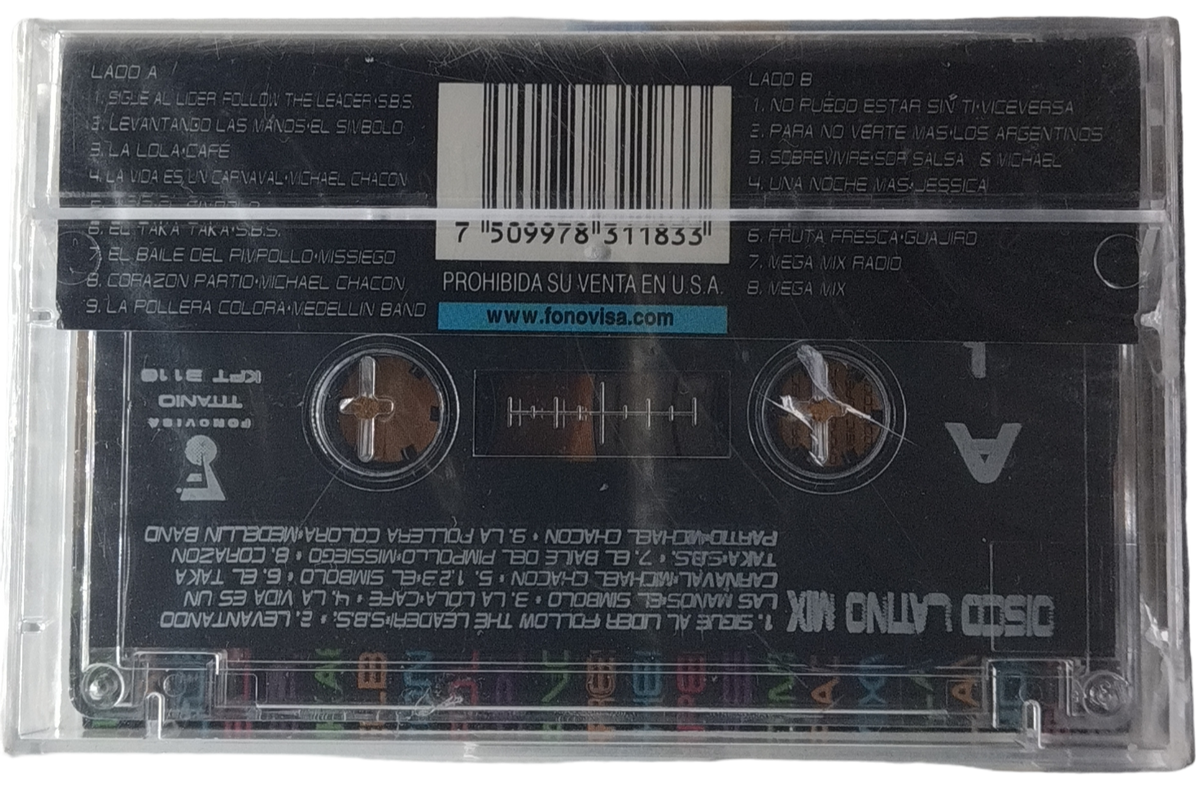 LADO A
1. SIGUE AL LIDER FOLLOW THE LEADER•S.B.S.
2. LEVANTANDO LAS MANOS•EL SIMBOLO
3. LA LOLA•CAFÉ
4. LA VIDA ES UN CARNAVAL•MICHAEL CHACON
6. EL TAKA TAKA•S.B.S.
7. EL BAILE DEL PIMPOLLO•MISSIEGO
8. CORAZON PARTIO•MICHAEL CHACON
9. LA POLLERA COLORA•MEDELLIN BAND
7 509978 311833
PROHIBIDA SU VENTA EN U.S.A.
www.fonovisa.com
LADO B
1. NO PUEDO ESTAR SIN TI•VICEVERSA
2. PARA NO VERTE MAS•LOS ARGENTINOS
3. SOBREVIVIRE•SOR SALSA & MICHAEL
4. UNA NOCHE MAS•JESSICA
6. FRUTA FRESCA•GUAJIRO
7. MEGA MIX RADIO
8. MEGA MIX
DISCO LATINO MIX
1. SIGUE AL LIDER FOLLOW THE LEADER•S.B.S. • 2. LEVANTANDO
LAS MANOS•EL SIMBOLO • 3. LA LOLA•CAFE • 4. LA VIDA ES UN
CARNAVAL•MICHAEL CHACON • 5. 1,2,3•EL SIMBOLO • 6. EL TAKA
TAKA•S.B.S. • 7. EL BAILE DEL PIMPOLLO•MISSIEGO • 8. CORAZON
PARTIO•MICHAEL CHACON • 9. LA POLLERA COLORA•MEDELLIN BAND
A
FONOVISA
TITANIO
KPT 3118